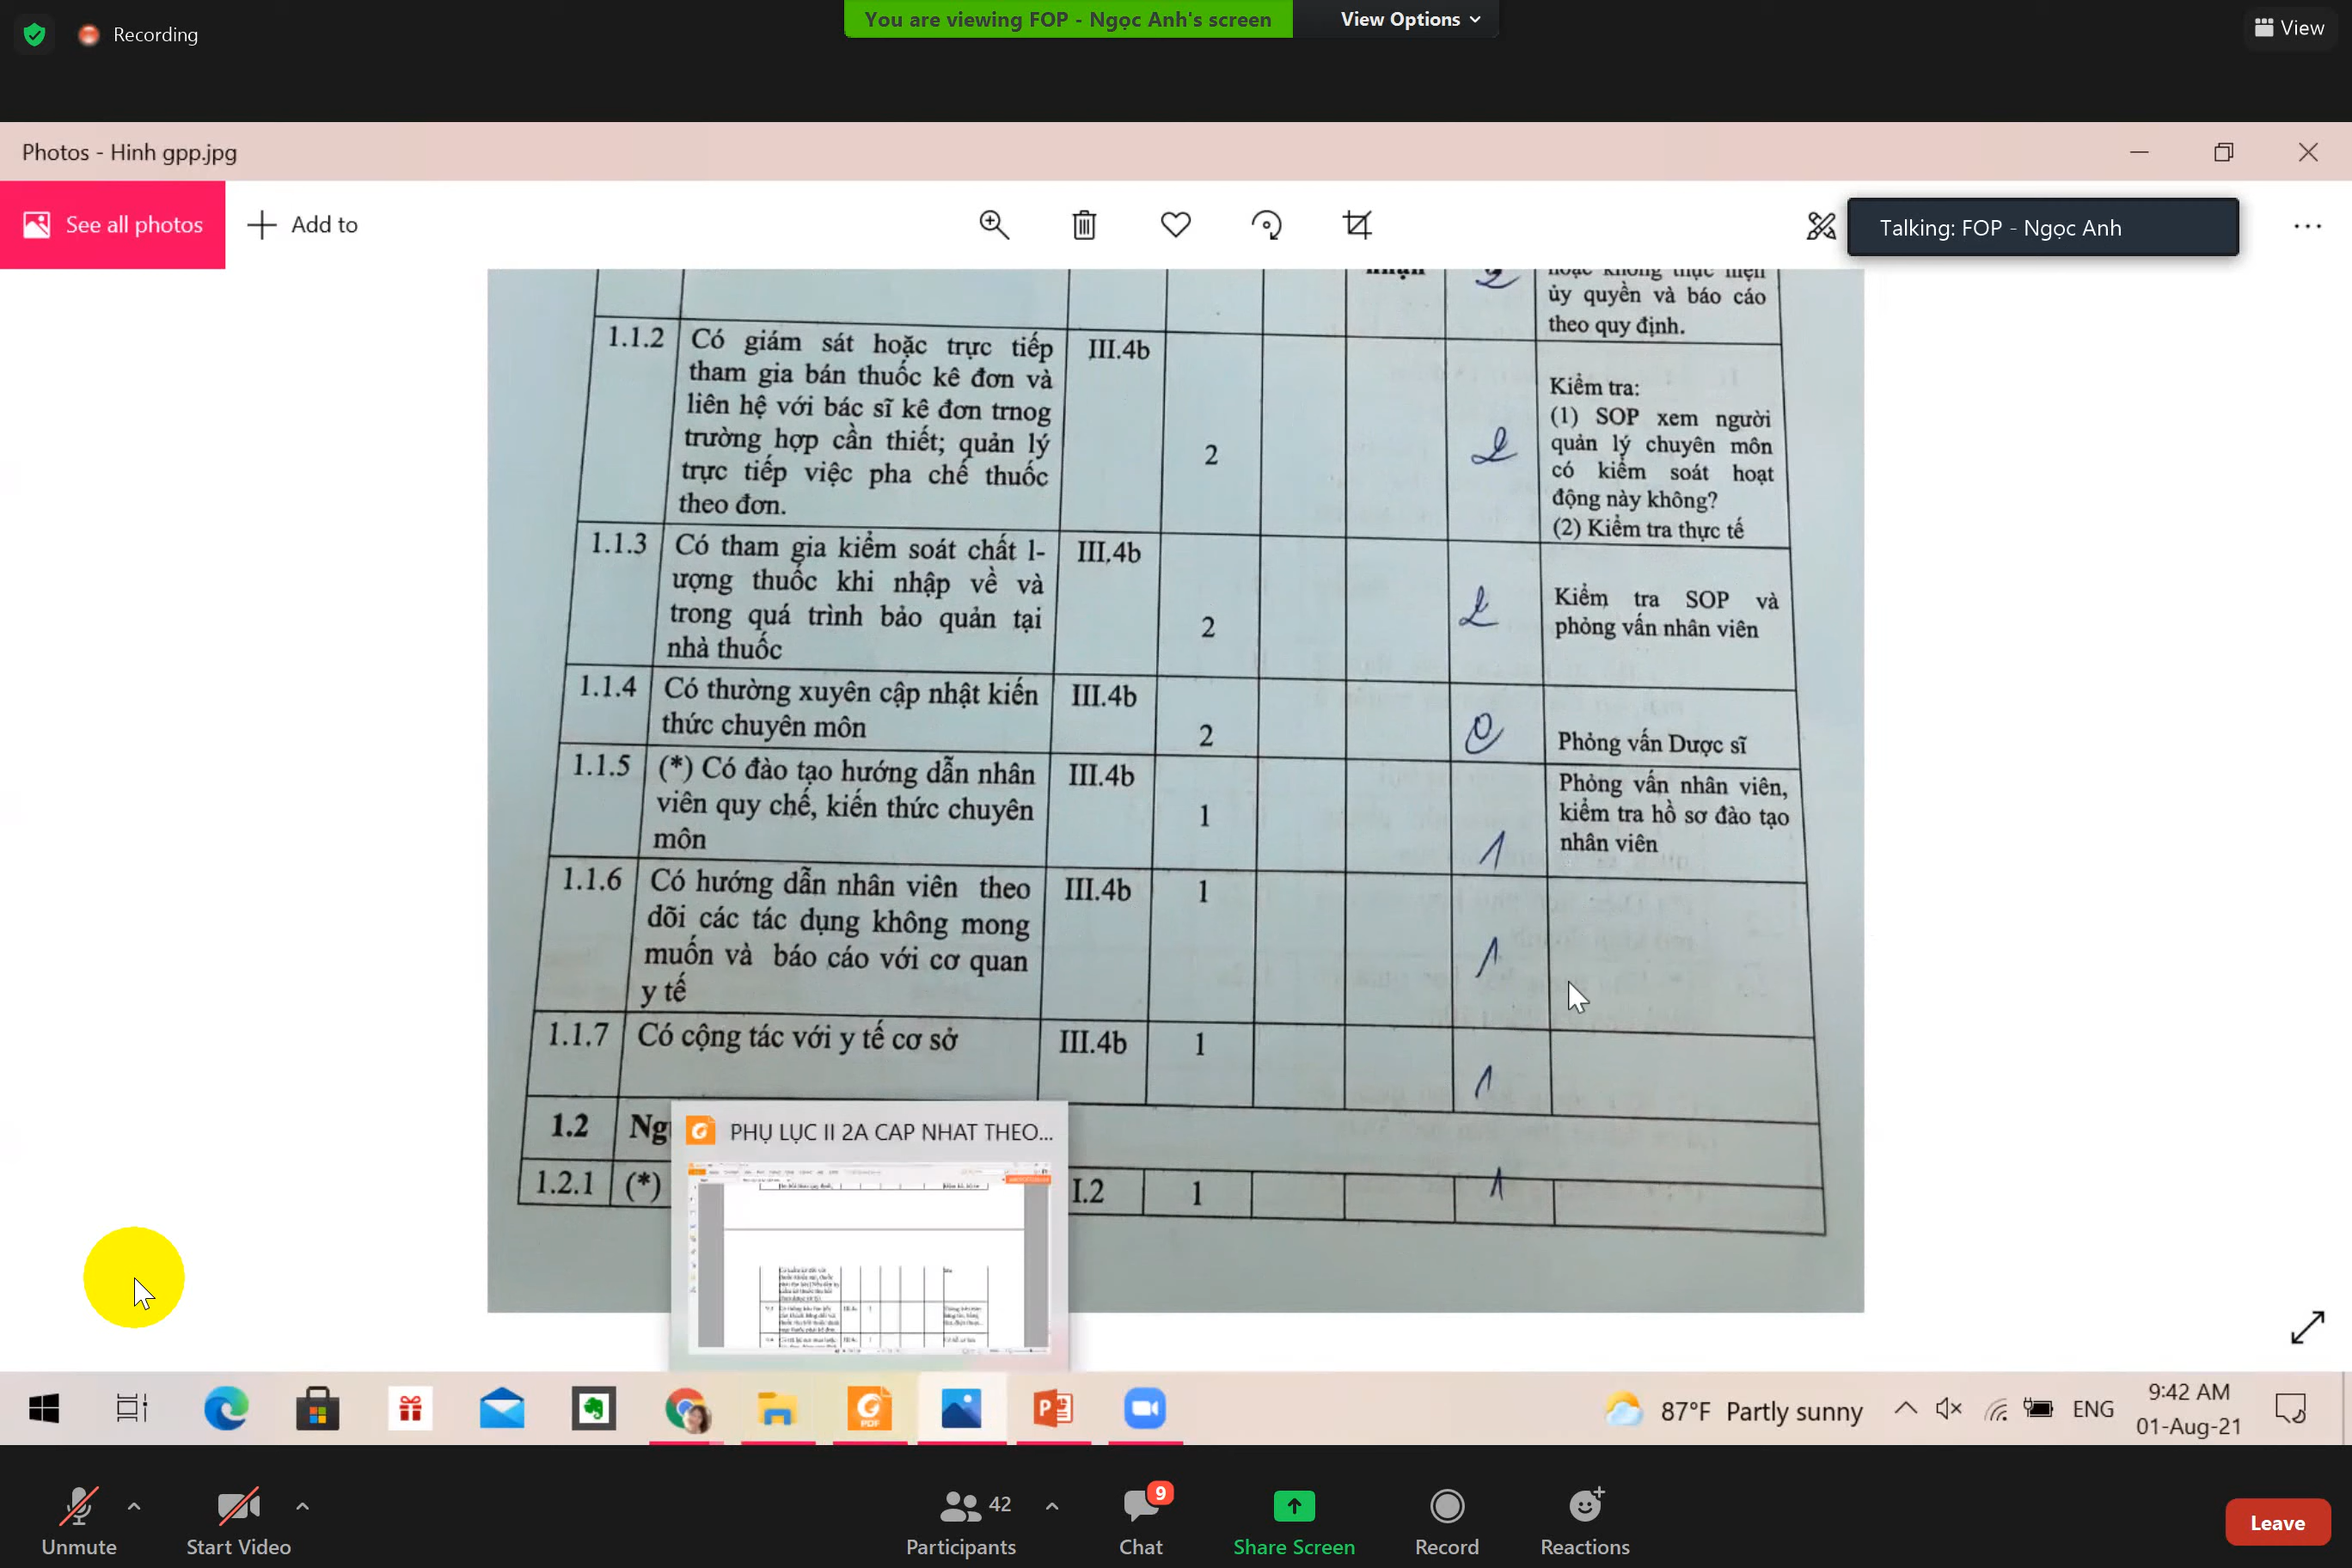 Recording
You are viewing FOP - Ngọc Anh's screen
View Options
View
Photos - Hinh gpp.jpg
See all photos
Add to
Talking: FOP - Ngọc Anh
ủy quyền và báo cáo
theo quy định.
1.1.2
Có giám sát hoặc trực tiếp
tham gia bán thuốc kê đơn và
liên hệ với bác sĩ kê đơn trnog
trường hợp cần thiết; quản lý
trực tiếp việc pha chế thuốc
theo đơn.
III.4b
2
2
Kiểm tra:
(1) SOP xem người
quản lý chuyên môn
có kiểm soát hoạt
động này không?
(2) Kiểm tra thực tế
1.1.3
Có tham gia kiểm soát chất l-
ượng thuốc khi nhập về và
trong quá trình bảo quản tại
nhà thuốc
III.4b
2
2
Kiểm tra SOP và
phỏng vấn nhân viên
1.1.4
Có thường xuyên cập nhật kiến
thức chuyên môn
III.4b
2
0
Phỏng vấn Dược sĩ
1.1.5
(*) Có đào tạo hướng dẫn nhân
viên quy chế, kiến thức chuyên
môn
III.4b
1
1
Phỏng vấn nhân viên,
kiểm tra hồ sơ đào tạo
nhân viên
1.1.6
Có hướng dẫn nhân viên theo
dõi các tác dụng không mong
muốn và báo cáo với cơ quan
y tế
III.4b
1
1
1.1.7
Có cộng tác với y tế cơ sở
III.4b
1
1
1.2
PHỤ LỤC II 2A CAP NHAT THEO...
1.2.1
(*)
I.2
1
1
87°F Partly sunny
ENG
9:42 AM
01-Aug-21
Unmute
Start Video
42
Participants
9
Chat
Share Screen
Record
Reactions
Leave